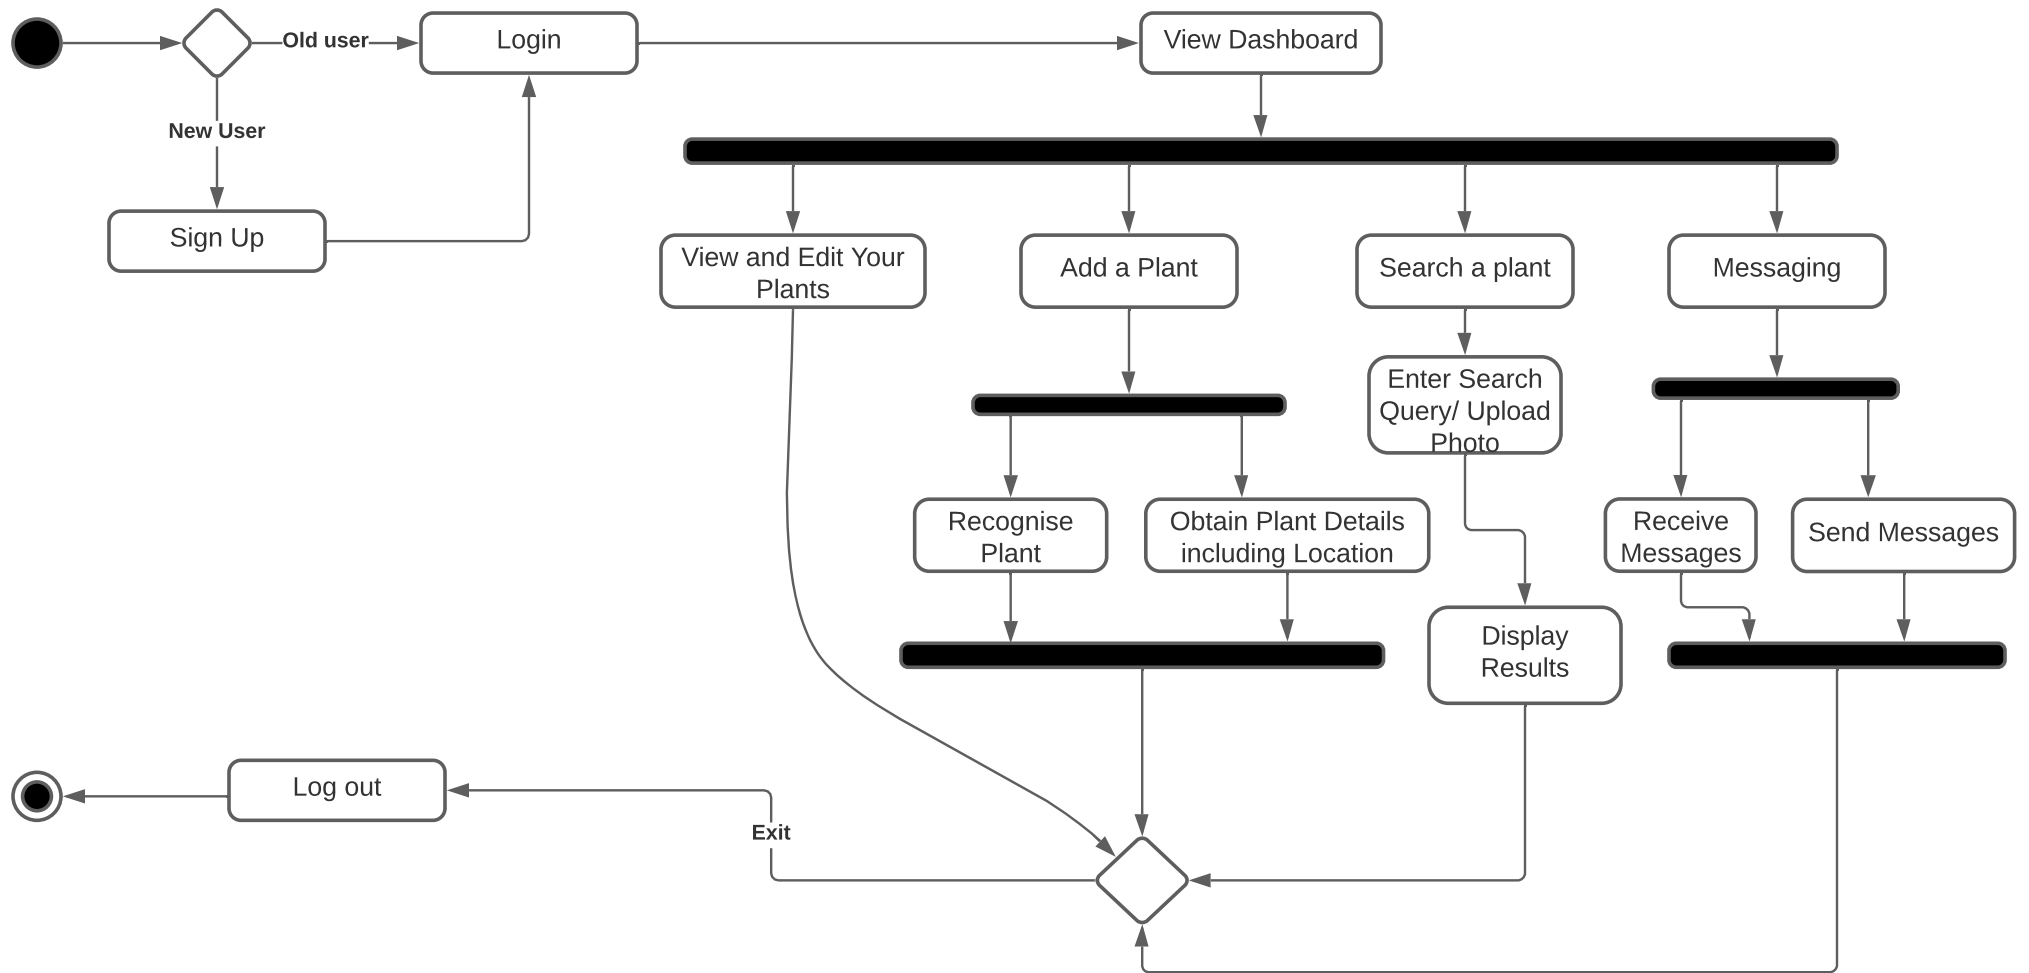 Old user
Login
View Dashboard
New User
Sign Up
View and Edit Your
Plants
Add a Plant
Search a plant
Messaging
Enter Search
Query/ Upload
Photo
Recognise
Plant
Obtain Plant Details
including Location
Receive
Messages
Send Messages
Display
Results
Log out
Exit